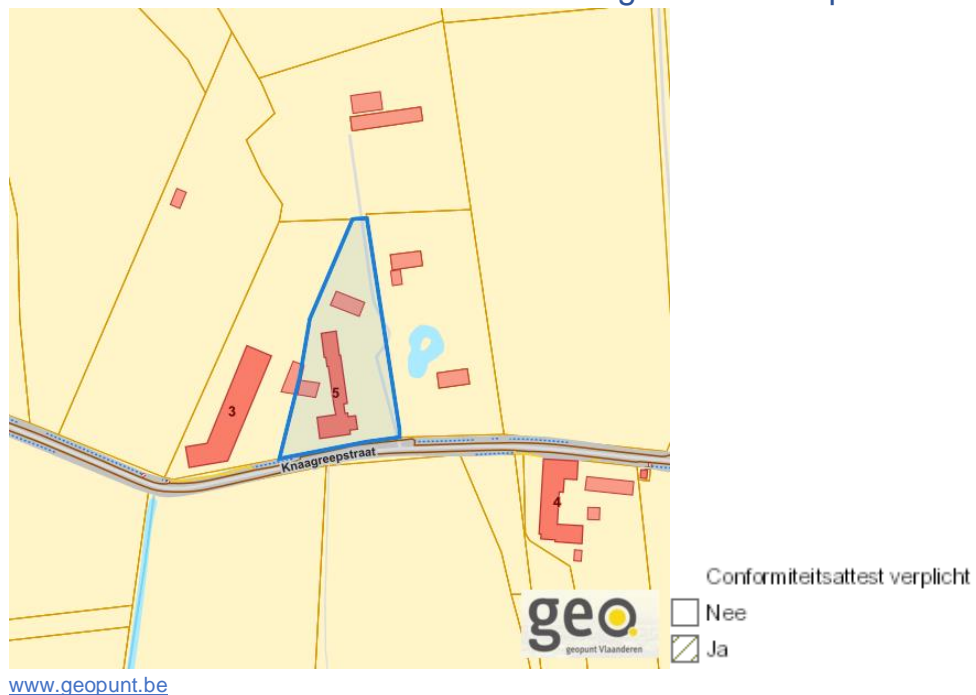 3
5
Knaagreepstraat
4
geo
geopunt Vlaanderen
Conformiteitsattest verplicht
Nee
Ja
www.geopunt.be